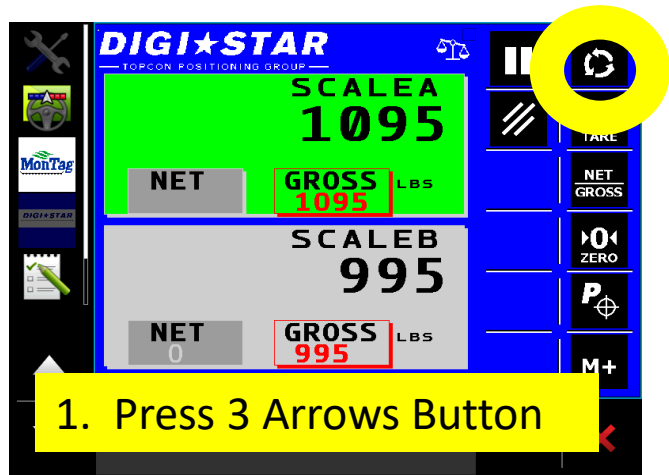 DIGI★STAR
TOPCON POSITIONING GROUP
SCALEA
1095
TARE
MonTag
NET
GROSS
LBS
1095
NET
GROSS
DIGI★STAR
SCALEB
995
0
ZERO
P
NET
0
GROSS
LBS
995
M+
1. Press 3 Arrows Button